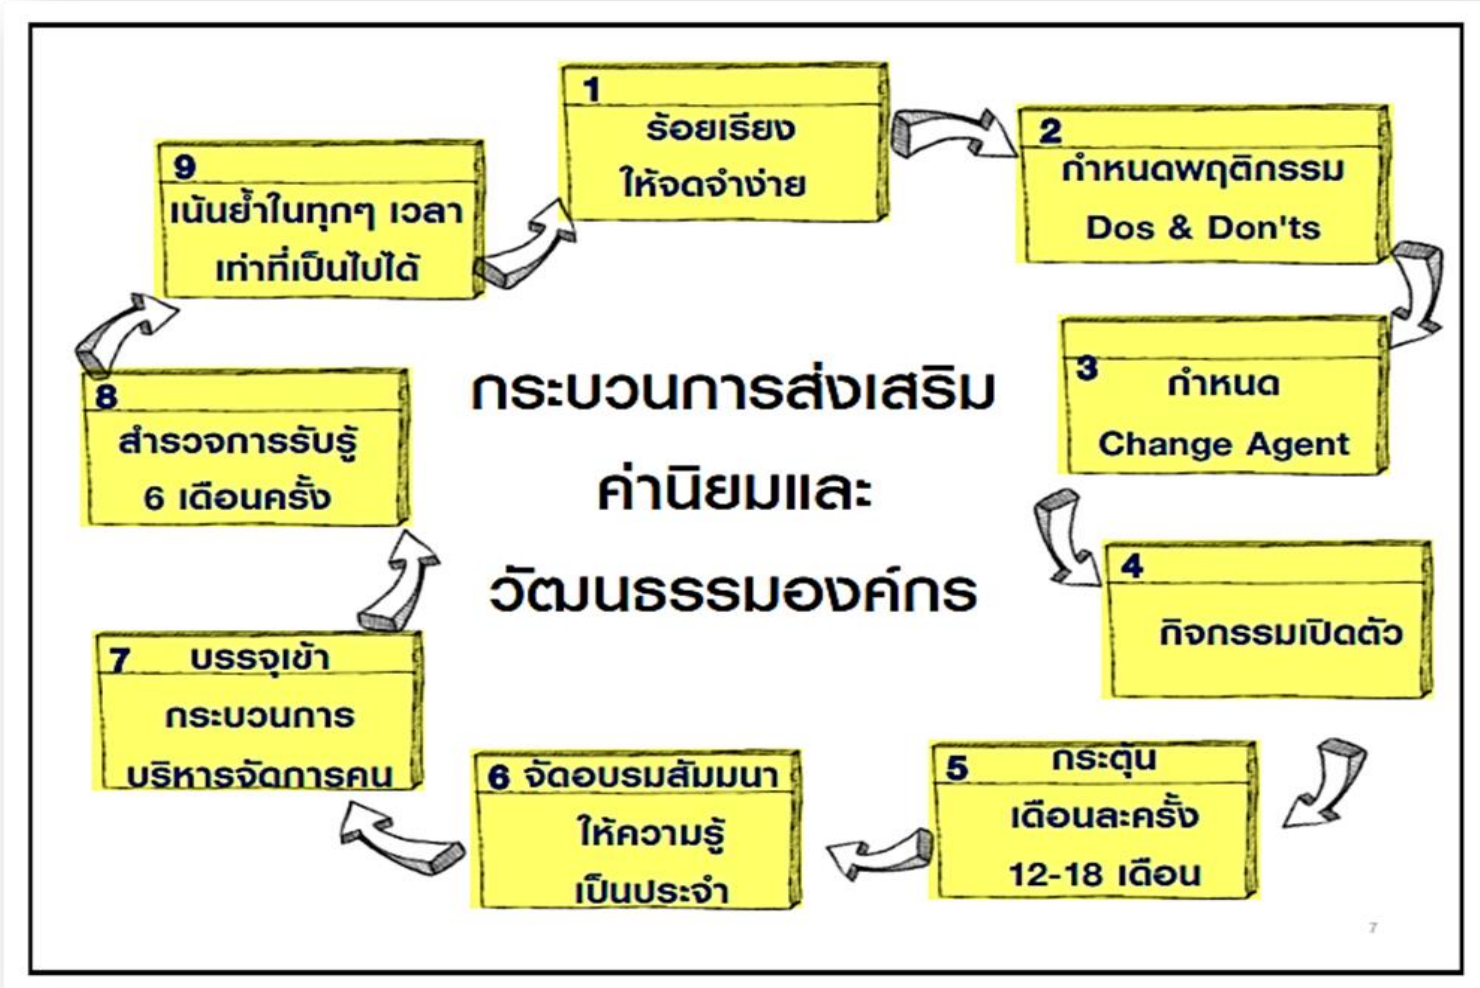 1
ร้อยเรียง
ให้จดจำง่าย
2
กำหนดพฤติกรรม
Dos & Don'ts
3
กำหนด
Change Agent
4
กิจกรรมเปิดตัว
5 กระตุ้น
เดือนละครั้ง
12-18 เดือน
6 จัดอบรมสัมมนา
ให้ความรู้
เป็นประจำ
7 บรรจุเข้า
กระบวนการ
บริหารจัดการคน
8
สำรวจการรับรู้
6 เดือนครั้ง
9
เน้นย้ำในทุกๆ เวลา
เท่าที่เป็นไปได้
กระบวนการส่งเสริม
ค่านิยมและ
วัฒนธรรมองค์กร
7